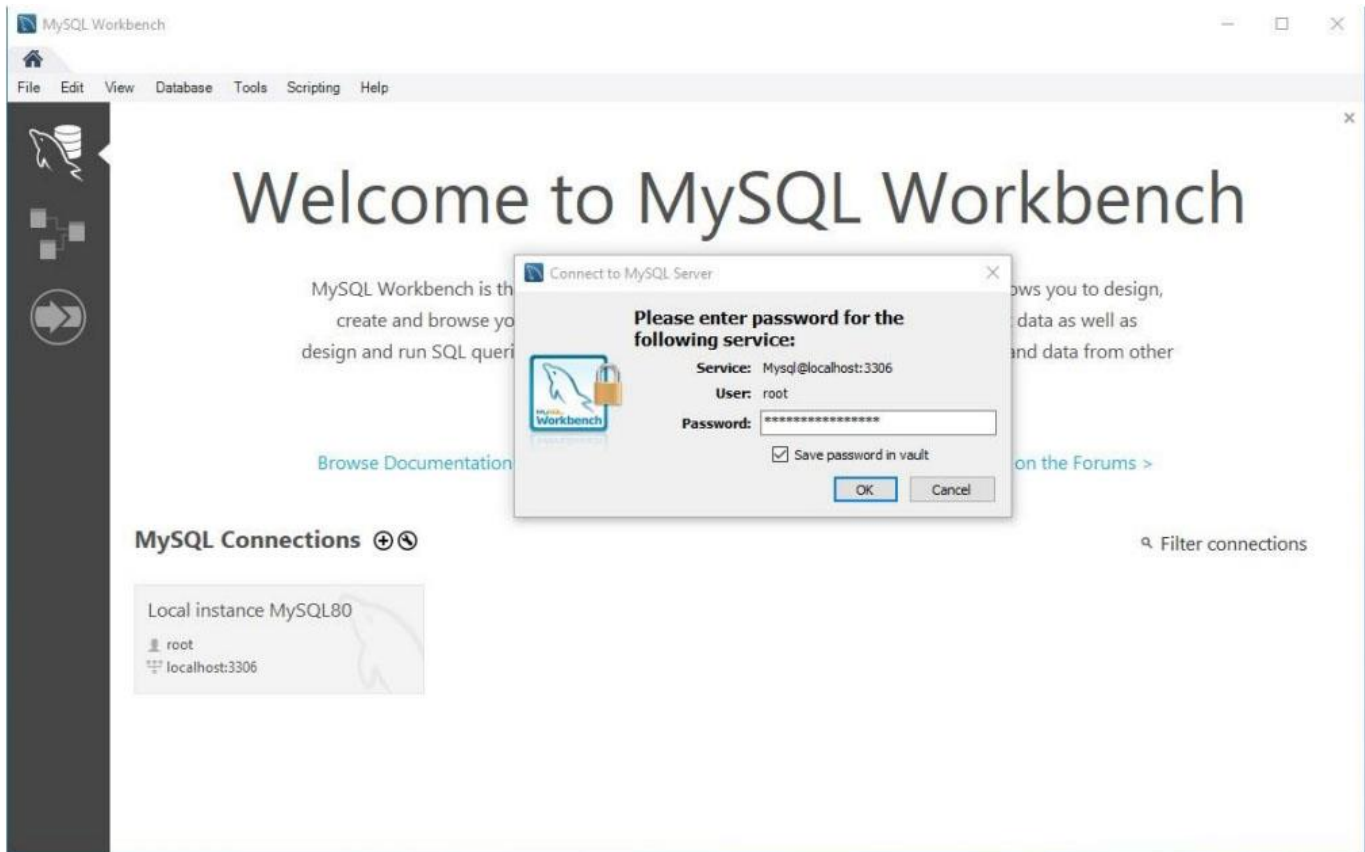 MySQL Workbench
File Edit View Database Tools Scripting Help
Welcome to MySQL Workbench
MySQL Workbench is th
ows you to design,
create and browse yo
data as well as
design and run SQL queri
and data from other
Browse Documentation
on the Forums >
Connect to MySQL Server
Please enter password for the
following service:
Service: Mysql@localhost:3306
User: root
Password: ****************
Save password in vault
OK Cancel
MySQL
Workbench
MySQL Connections
Filter connections
Local instance MySQL80
root
localhost:3306